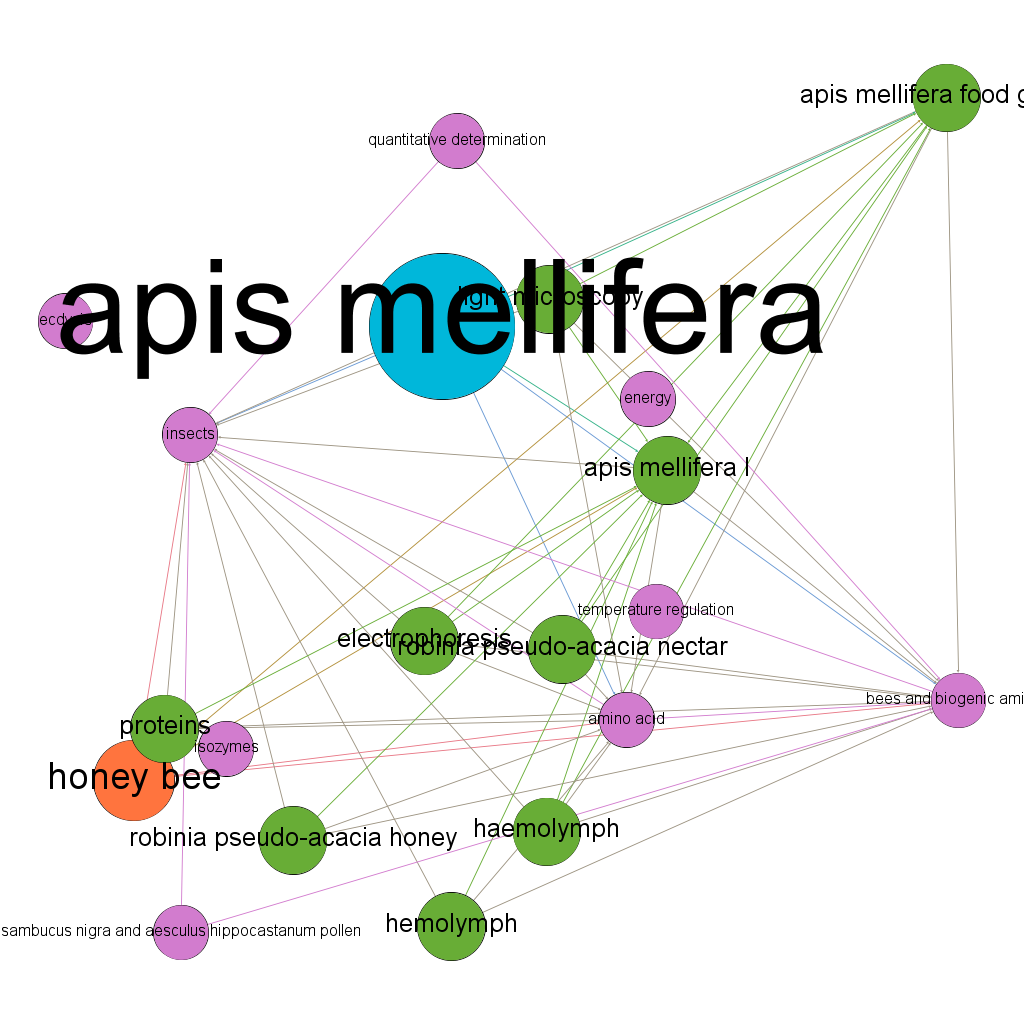 apis mellifera food g
quantitative determination
apis mellifera
light microscopy
insects
energy
apis mellifera l
temperature regulation
electrophoresis
robinia pseudo-acacia nectar
bees and biogenic ami
amino acid
proteins
isozymes
honey bee
robinia pseudo-acacia honey
haemolymph
hemolymph
sambucus nigra and aesculus hippocastanum pollen